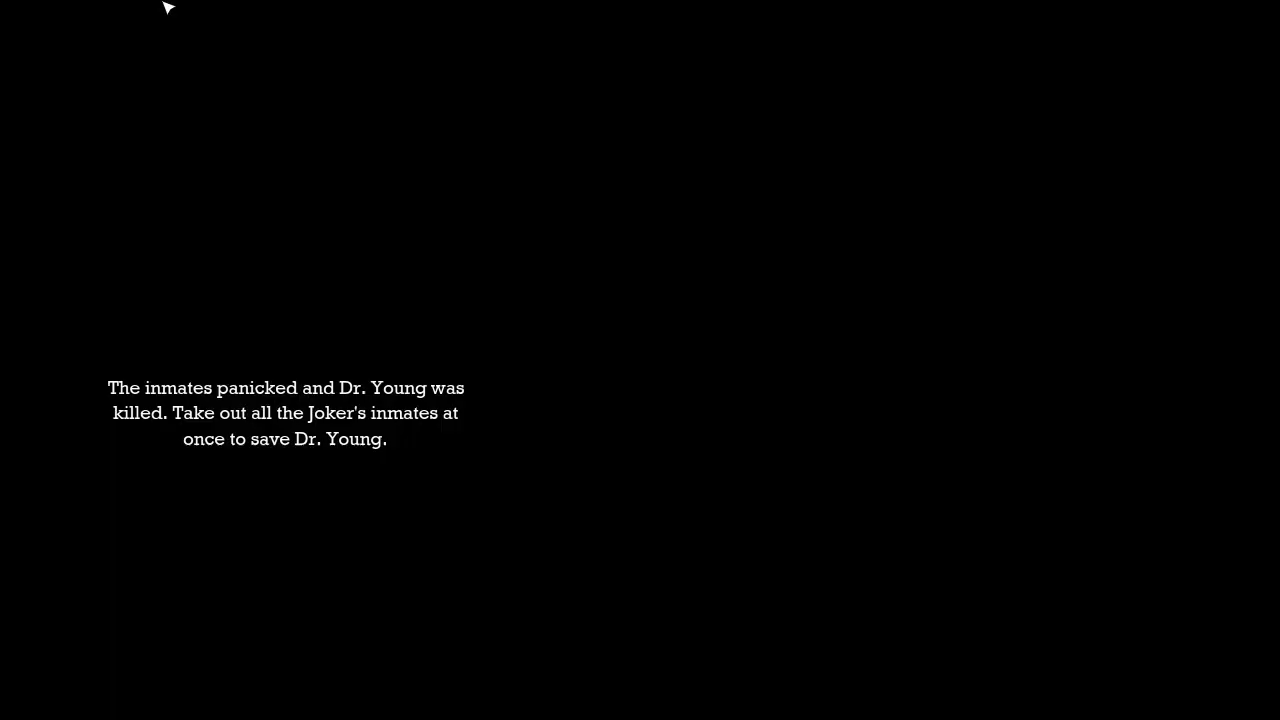 The inmates panicked and Dr. Young was
killed. Take out all the Joker's inmates at
once to save Dr. Young.